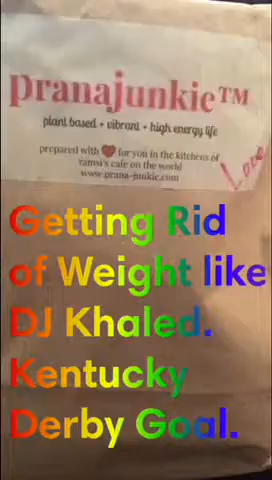 pranajunkie™
plant based + vibrant + high energy life
prepared with ❤ for you in the kitchens of
ramsi's cafe on the world
www.prana-junkie.com
Love
Getting Rid
of Weight like
DJ Khaled.
Kentucky
Derby Goal.